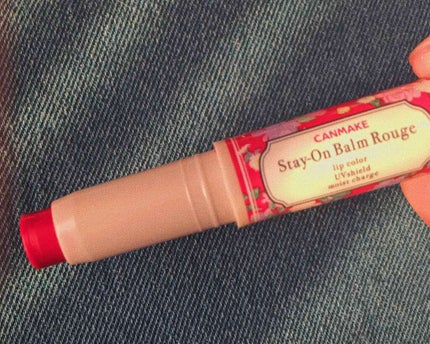 CANMAKE
Stay-On Balm Rouge
lip color
UVshield
moist charge